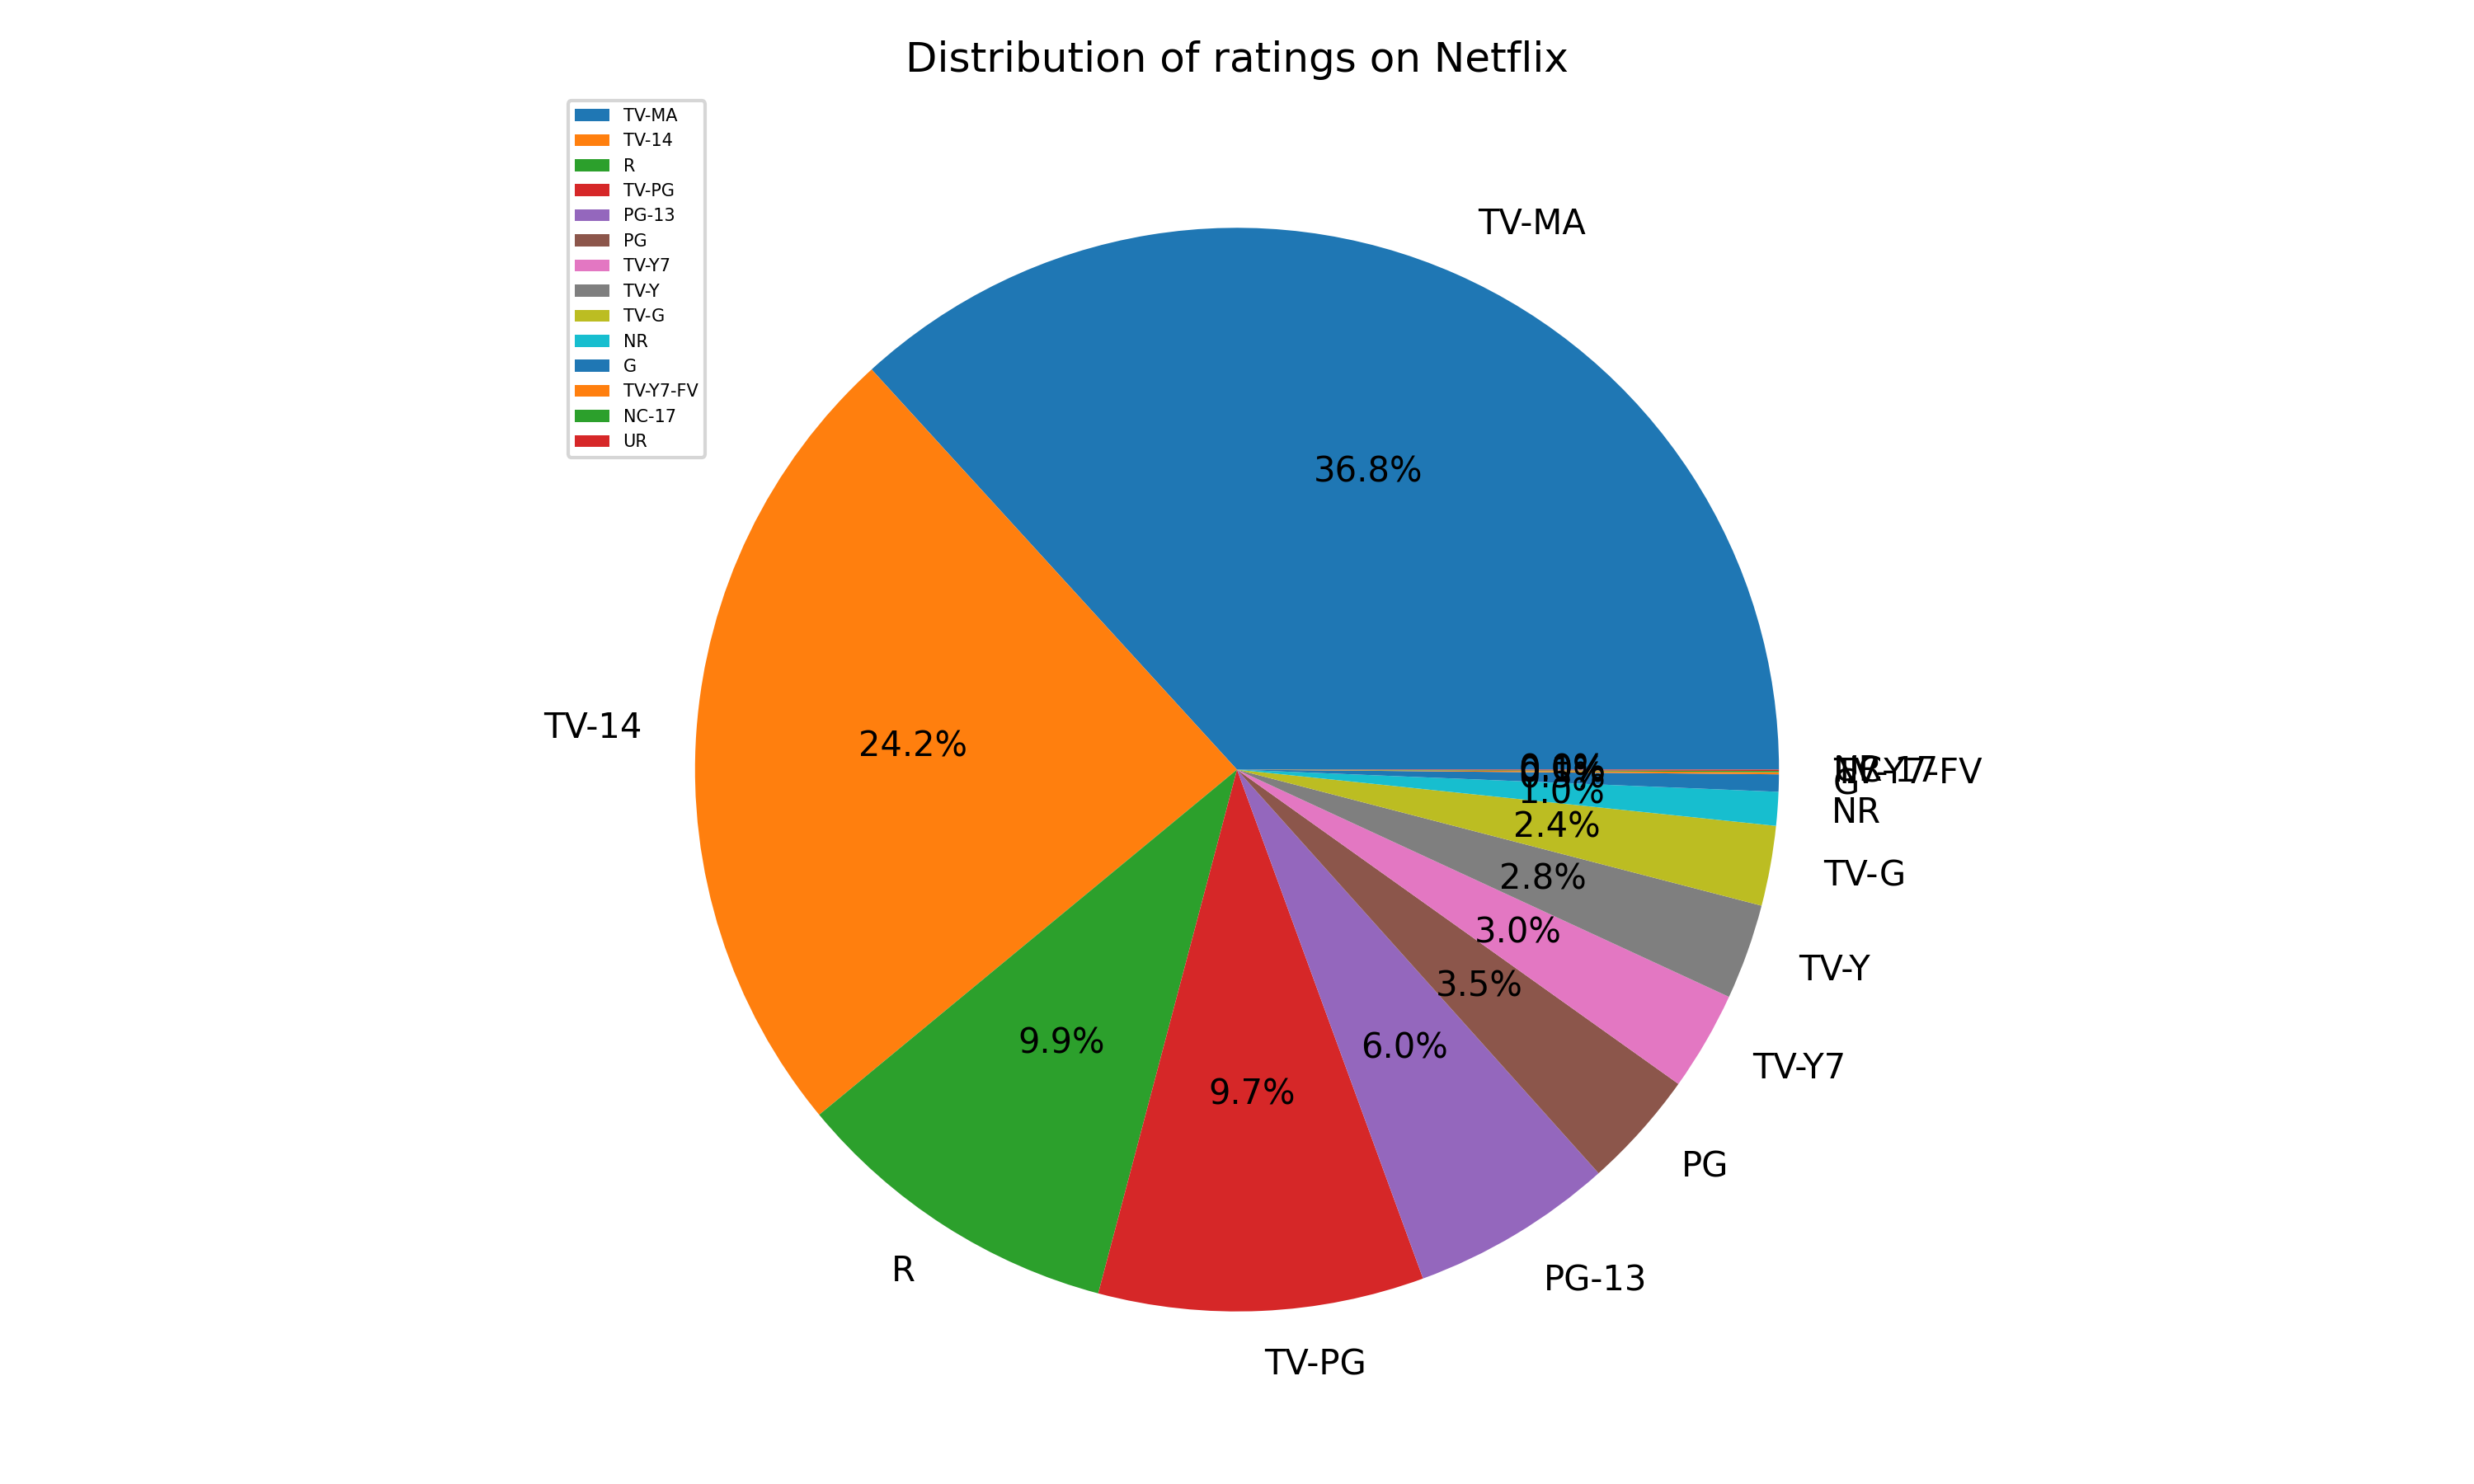 Distribution of ratings on Netflix
TV-MA
TV-14
R
TV-PG
PG-13
PG
TV-Y7
TV-Y
TV-G
NR
G
TV-Y7-FV
NC-17
UR
TV-MA
36.8%
TV-14
24.2%
R
9.9%
TV-PG
9.7%
PG-13
6.0%
PG
3.5%
TV-Y7
3.0%
TV-Y
2.8%
TV-G
2.4%
NR
1.0%
G